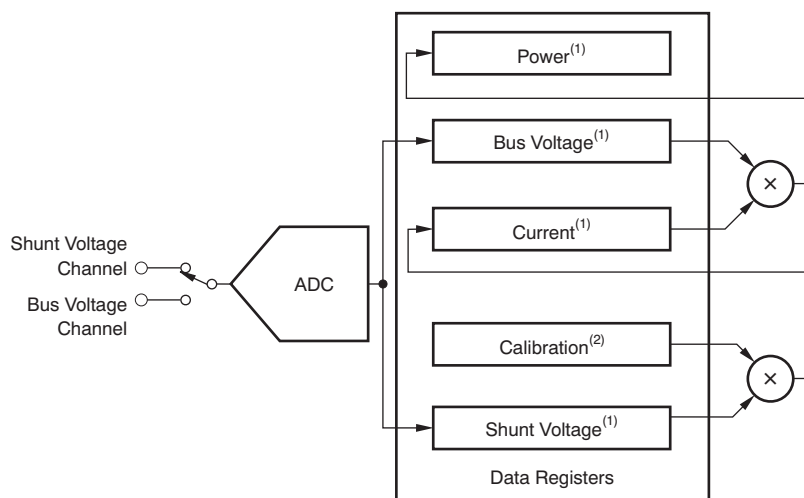 Power(1)
Bus Voltage(1)
×
Current(1)
Shunt Voltage
Channel
ADC
Bus Voltage
Channel
Calibration(2)
×
Shunt Voltage(1)
Data Registers